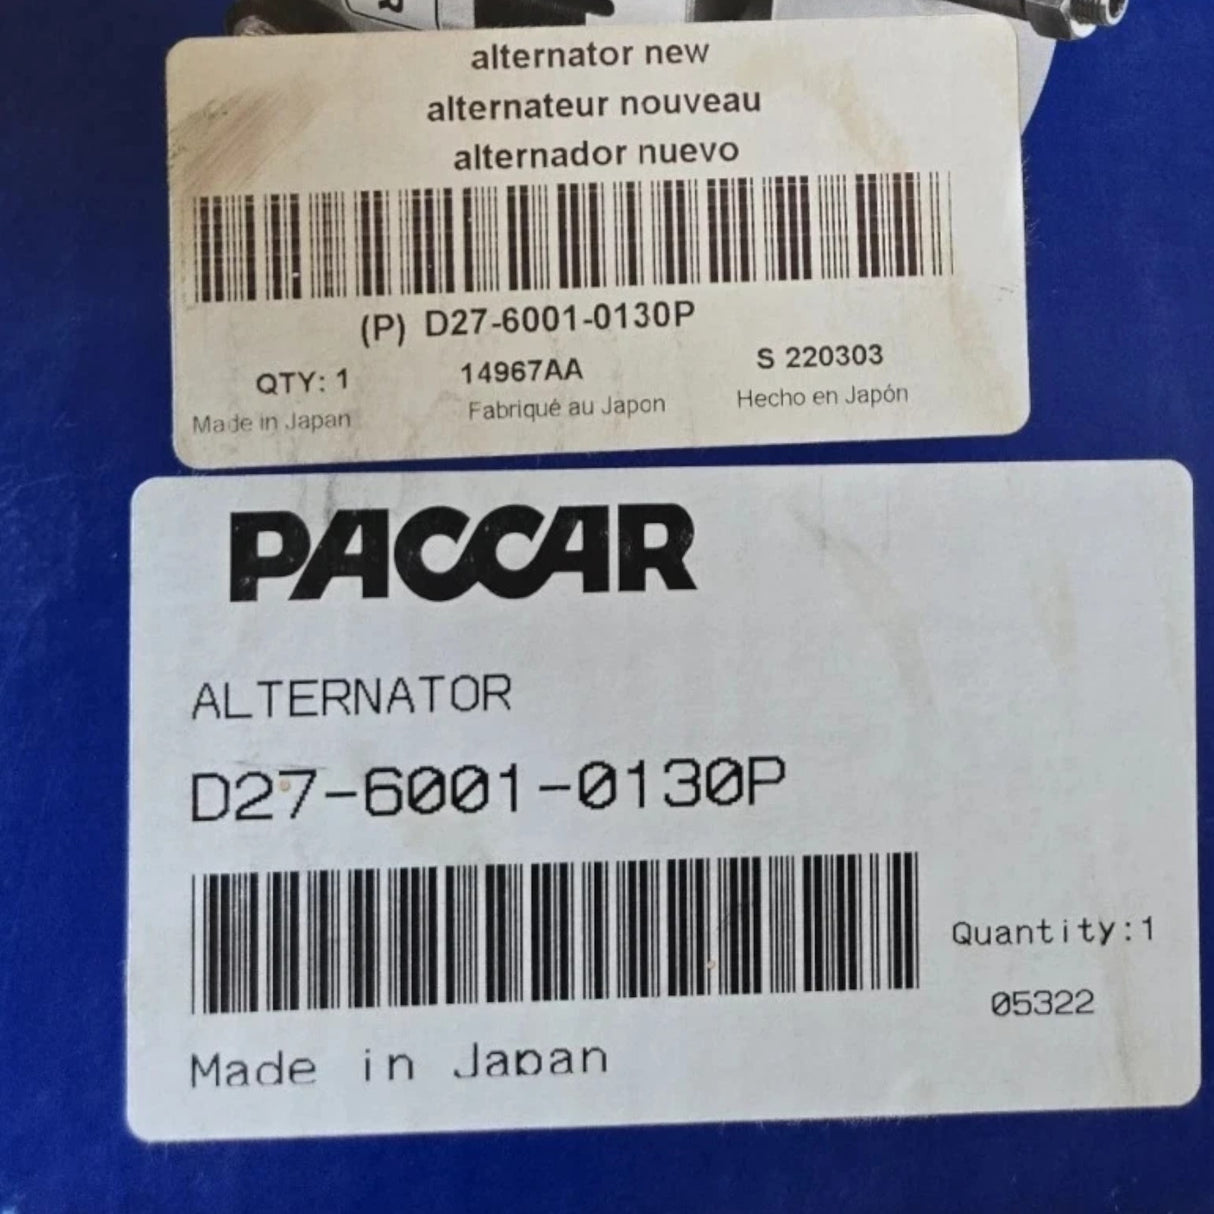 alternator new
alternateur nouveau
alternador nuevo
(P) D27-6001-0130P
QTY: 1 14967AA S 220303
Made in Japan Fabriqué au Japon Hecho en Japón
PACCAR
ALTERNATOR
D27-6001-0130P
Quantity:1
05322
Made in Japan